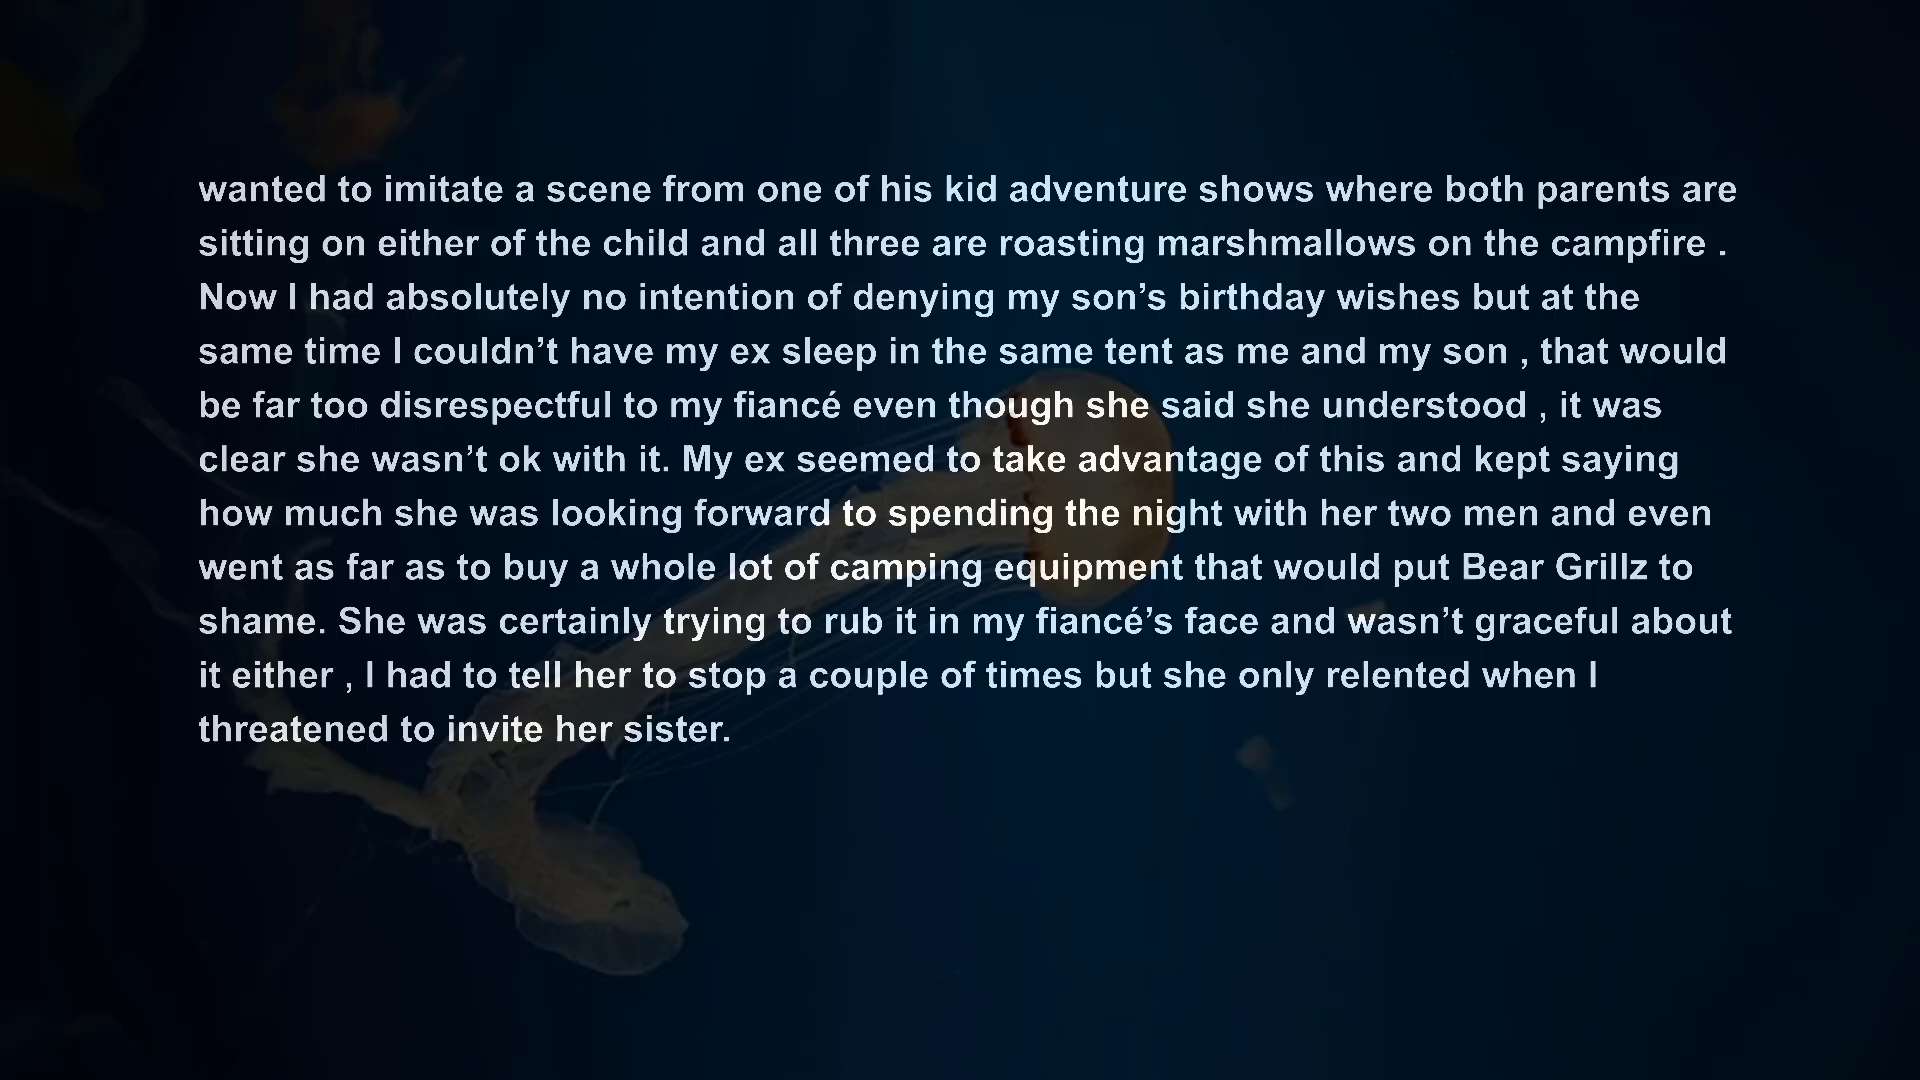 wanted to imitate a scene from one of his kid adventure shows where both parents are
sitting on either of the child and all three are roasting marshmallows on the campfire .
Now I had absolutely no intention of denying my son’s birthday wishes but at the
same time I couldn’t have my ex sleep in the same tent as me and my son , that would
be far too disrespectful to my fiancé even though she said she understood , it was
clear she wasn’t ok with it. My ex seemed to take advantage of this and kept saying
how much she was looking forward to spending the night with her two men and even
went as far as to buy a whole lot of camping equipment that would put Bear Grillz to
shame. She was certainly trying to rub it in my fiancé’s face and wasn’t graceful about
it either , I had to tell her to stop a couple of times but she only relented when I
threatened to invite her sister.